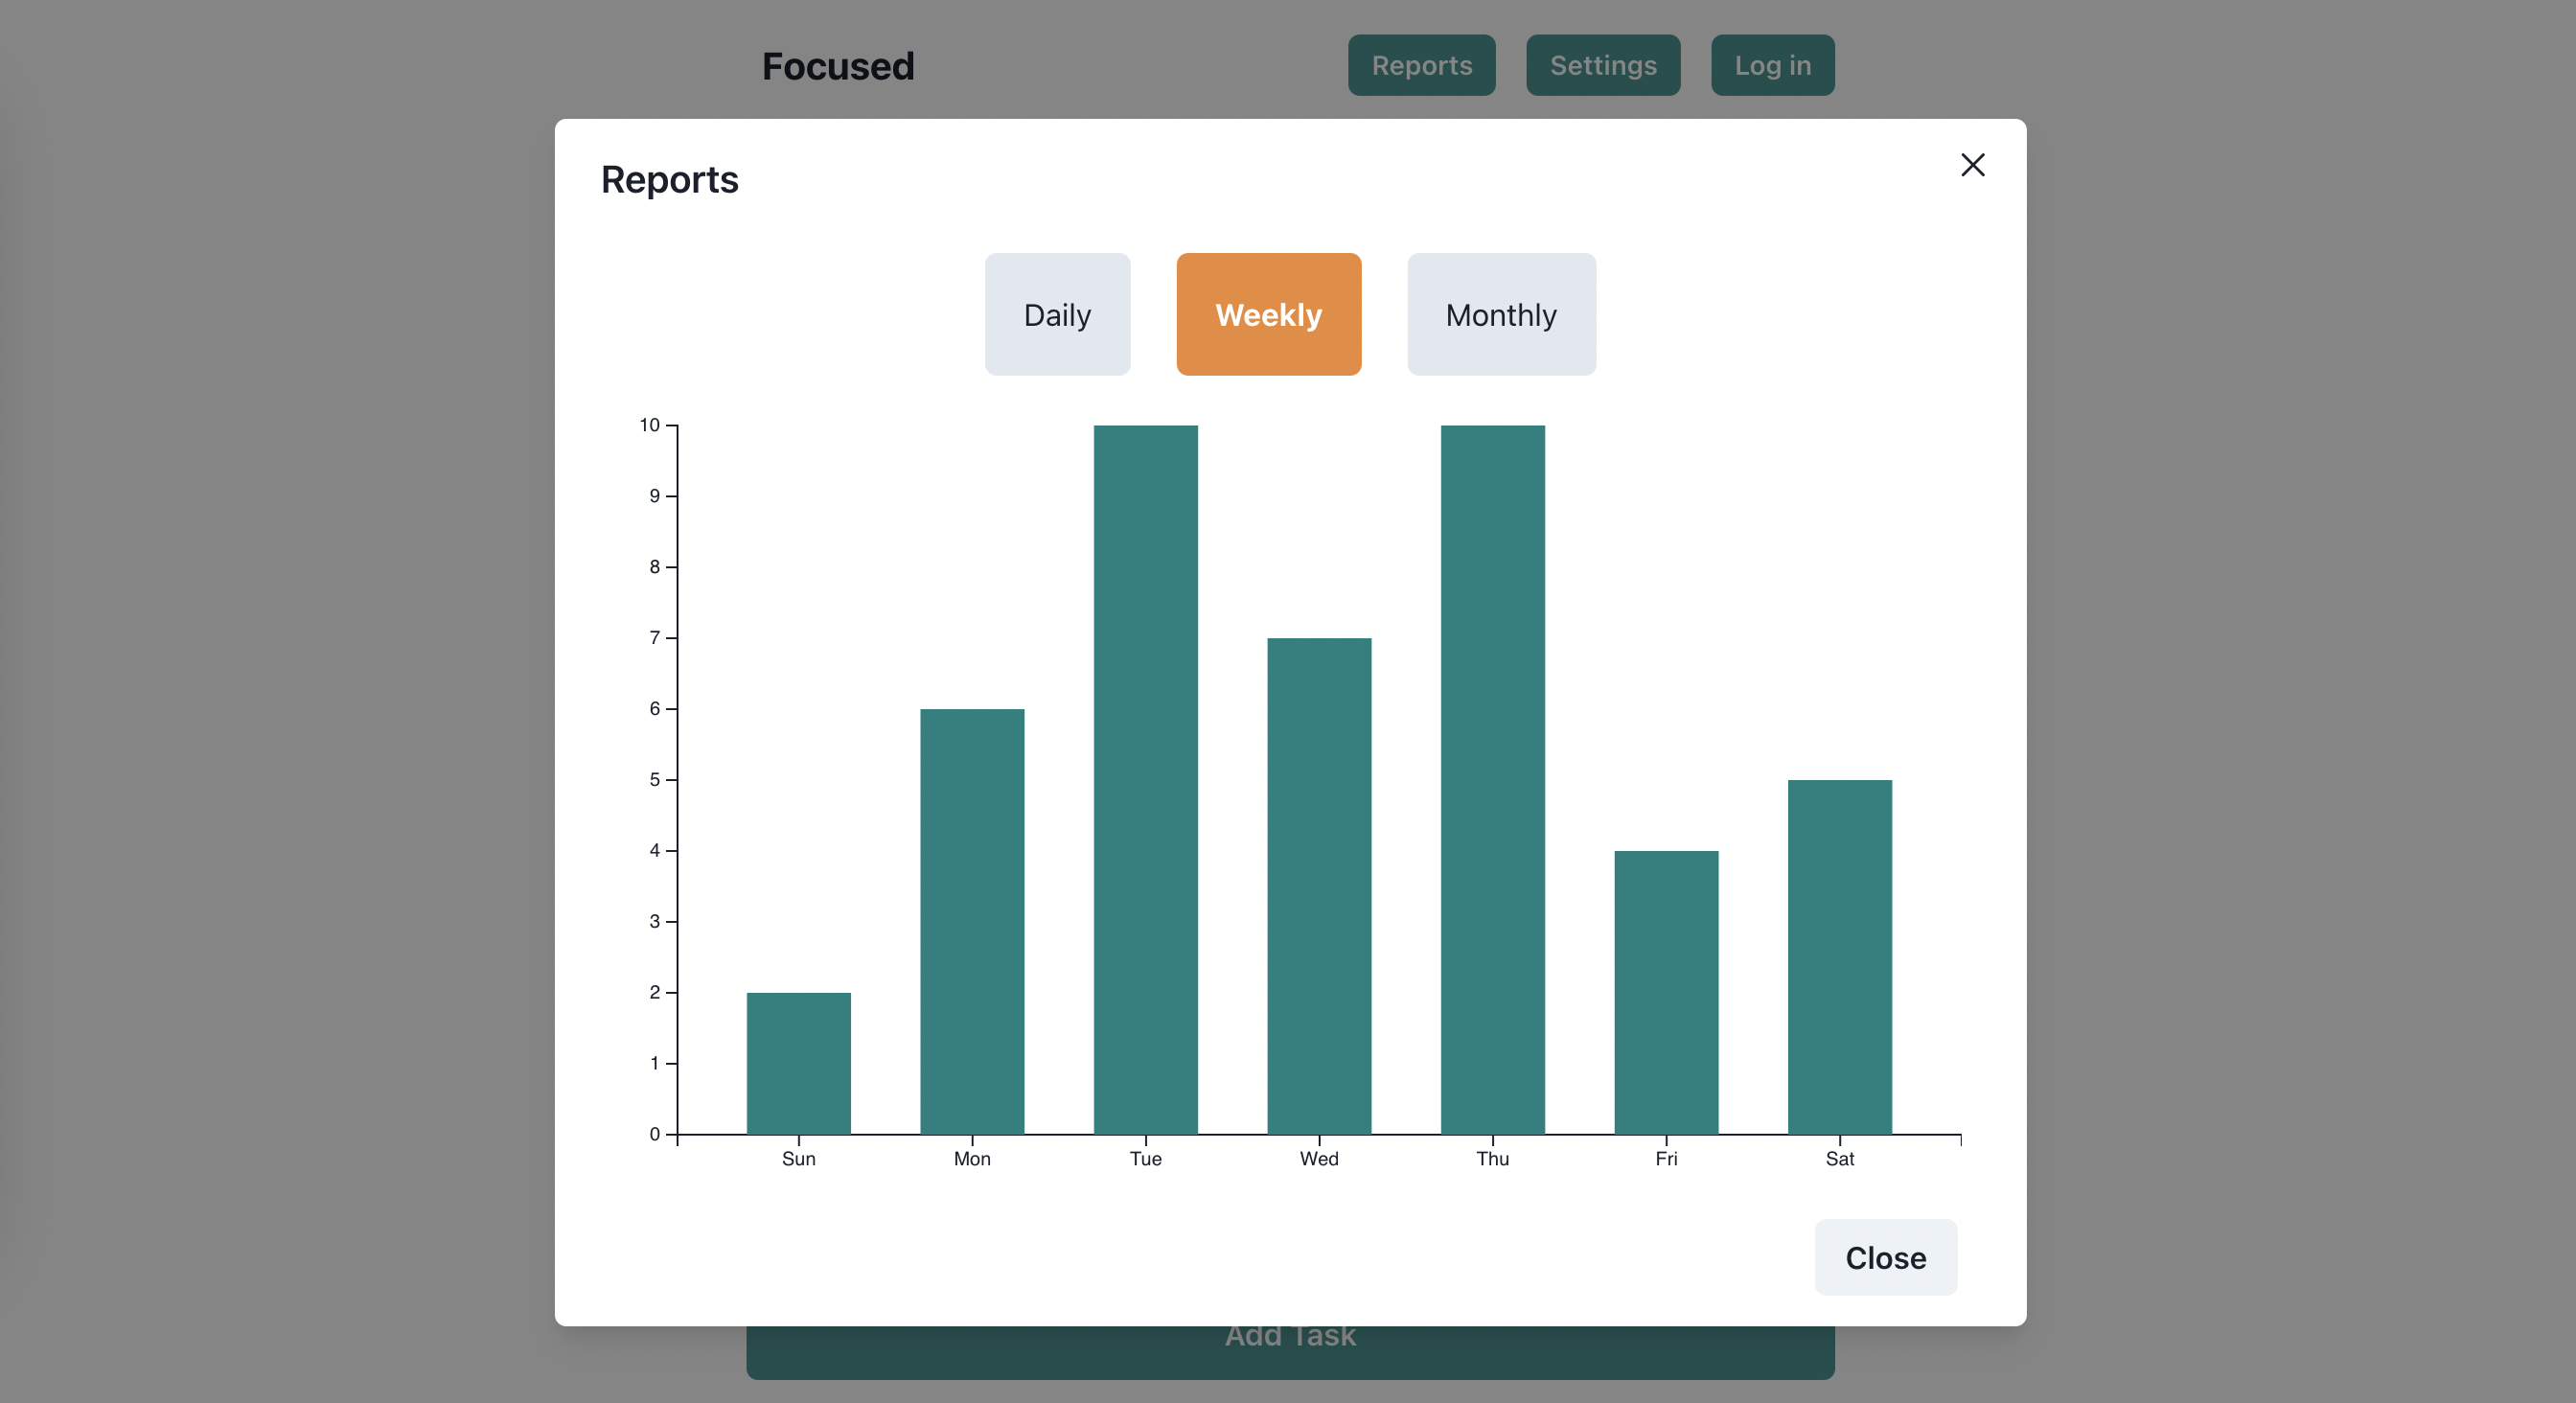 Focused
Reports
Settings
Log in
Reports
Daily
Weekly
Monthly
10
9
8
7
6
5
4
3
2
1
0
Sun
Mon
Tue
Wed
Thu
Fri
Sat
Close
Add Task